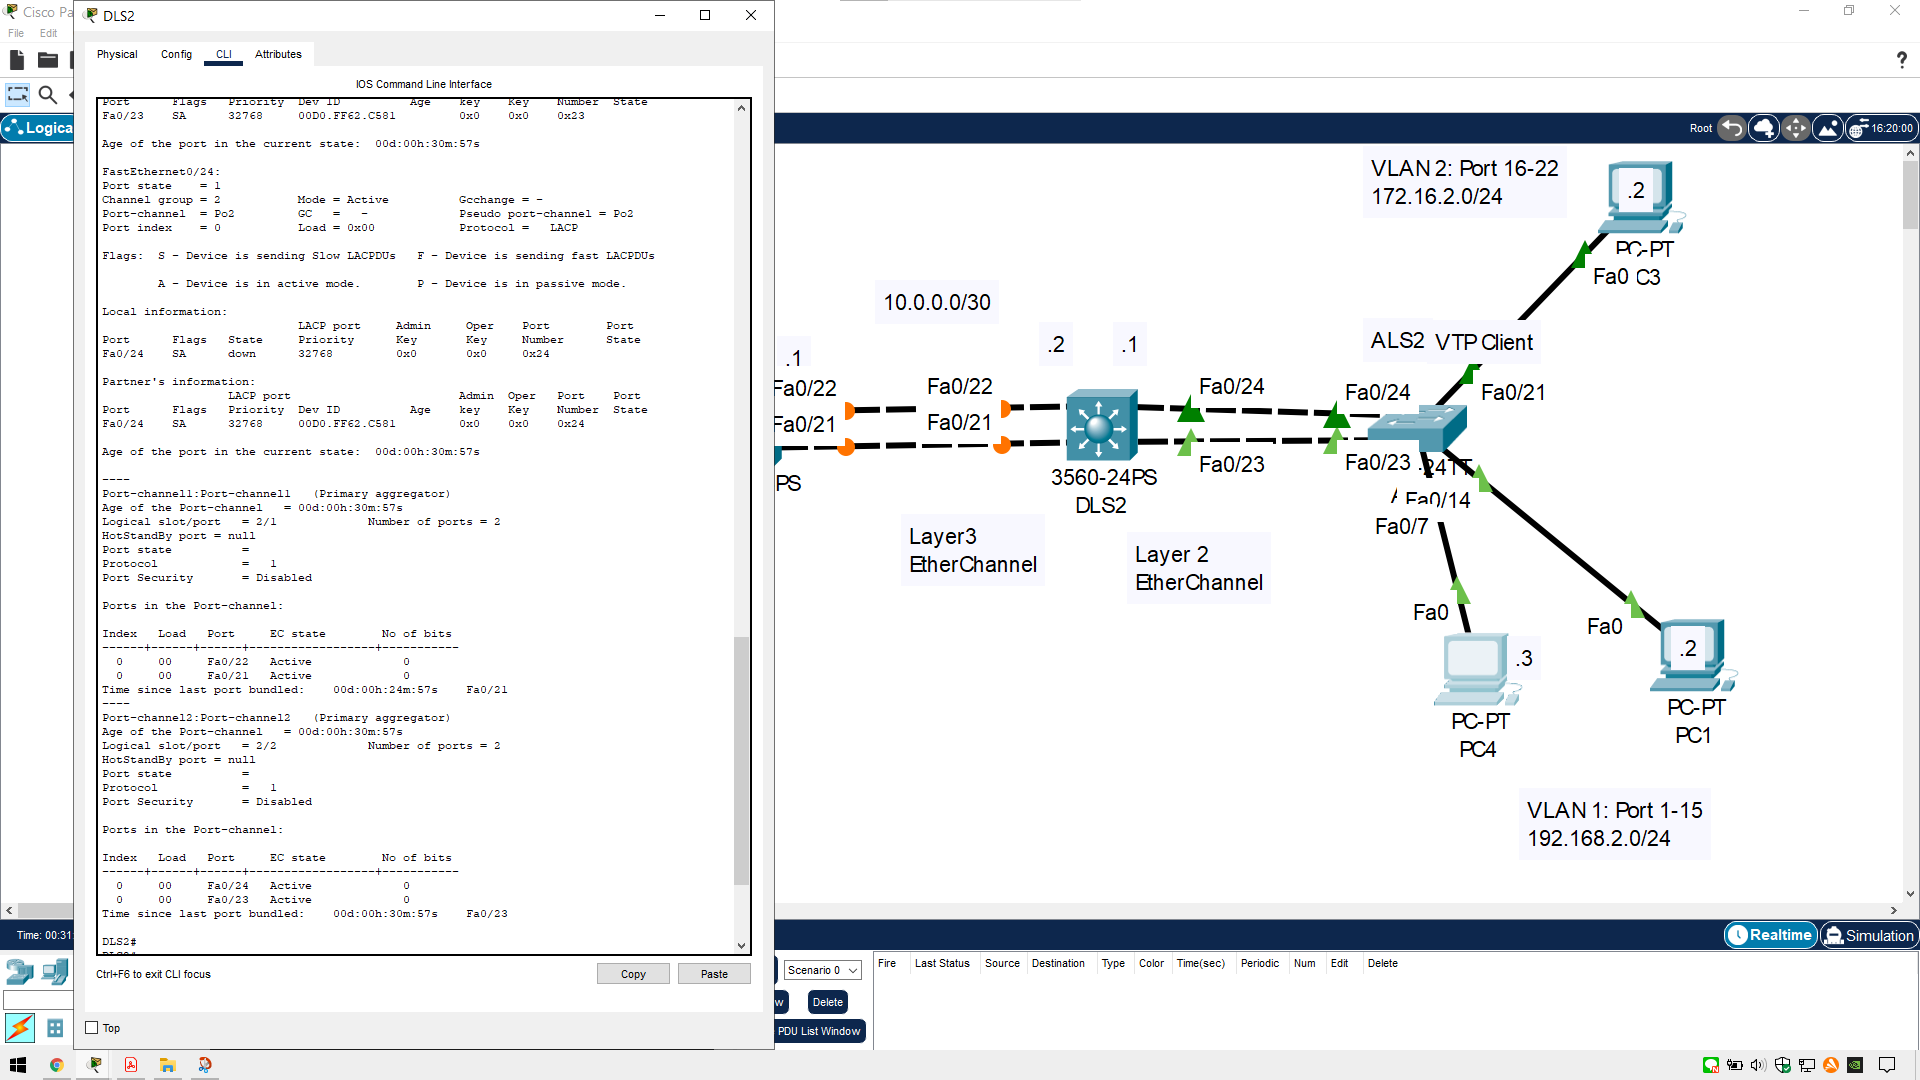 Cisco Pa
File Edit
DLS2
Physical Config CLI Attributes
IOS Command Line Interface
Port Flags Priority Dev ID Age key Key Number State
Fa0/23 SA 32768 00D0.FF62.C581 0x0 0x0 0x23
Age of the port in the current state: 00d:00h:30m:57s
FastEthernet0/24:
Port state = 1
Channel group = 2 Mode = Active Gcchange = -
Port-channel = Po2 GC = - Pseudo port-channel = Po2
Port index = 0 Load = 0x00 Protocol = LACP
Flags: S - Device is sending Slow LACPDUs F - Device is sending fast LACPDUs
A - Device is in active mode. P - Device is in passive mode.
Local information:
LACP port Admin Oper Port Port
Port Flags State Priority Key Key Number State
Fa0/24 SA down 32768 0x0 0x0 0x24
Partner's information:
LACP port Admin Oper Port Port
Port Flags Priority Dev ID Age key Key Number State
Fa0/24 SA 32768 00D0.FF62.C581 0x0 0x0 0x24
Age of the port in the current state: 00d:00h:30m:57s
----
Port-channel1:Port-channel1 (Primary aggregator)
Age of the Port-channel = 00d:00h:30m:57s
Logical slot/port = 2/1 Number of ports = 2
HotStandBy port = null
Port state =
Protocol = 1
Port Security = Disabled
Ports in the Port-channel:
Index Load Port EC state No of bits
------+------+------+------------------+-----------
0 00 Fa0/22 Active 0
0 00 Fa0/21 Active 0
Time since last port bundled: 00d:00h:24m:57s Fa0/21
----
Port-channel2:Port-channel2 (Primary aggregator)
Age of the Port-channel = 00d:00h:30m:57s
Logical slot/port = 2/2 Number of ports = 2
HotStandBy port = null
Port state =
Protocol = 1
Port Security = Disabled
Ports in the Port-channel:
Index Load Port EC state No of bits
------+------+------+------------------+-----------
0 00 Fa0/24 Active 0
0 00 Fa0/23 Active 0
Time since last port bundled: 00d:00h:30m:57s Fa0/23
DLS2#
Ctrl+F6 to exit CLI focus
Copy Paste
Top
Logica
Root 16:20:00
VLAN 2: Port 16-22
172.16.2.0/24
.2
PC-PT
Fa0 C3
10.0.0.0/30
.1 .2 .1
ALS2 VTP Client
Fa0/22 Fa0/22 Fa0/24 Fa0/24 Fa0/21
Fa0/21 Fa0/21 Fa0/23 Fa0/23 .24TT
PS
3560-24PS
DLS2
Fa0/14
Fa0/7
Layer3
EtherChannel
Layer 2
EtherChannel
Fa0 Fa0
.3 .2
PC-PT
PC4
PC-PT
PC1
VLAN 1: Port 1-15
192.168.2.0/24
Time: 00:31
Realtime Simulation
Scenario 0
Fire Last Status Source Destination Type Color Time(sec) Periodic Num Edit Delete
w Delete
PDU List Window